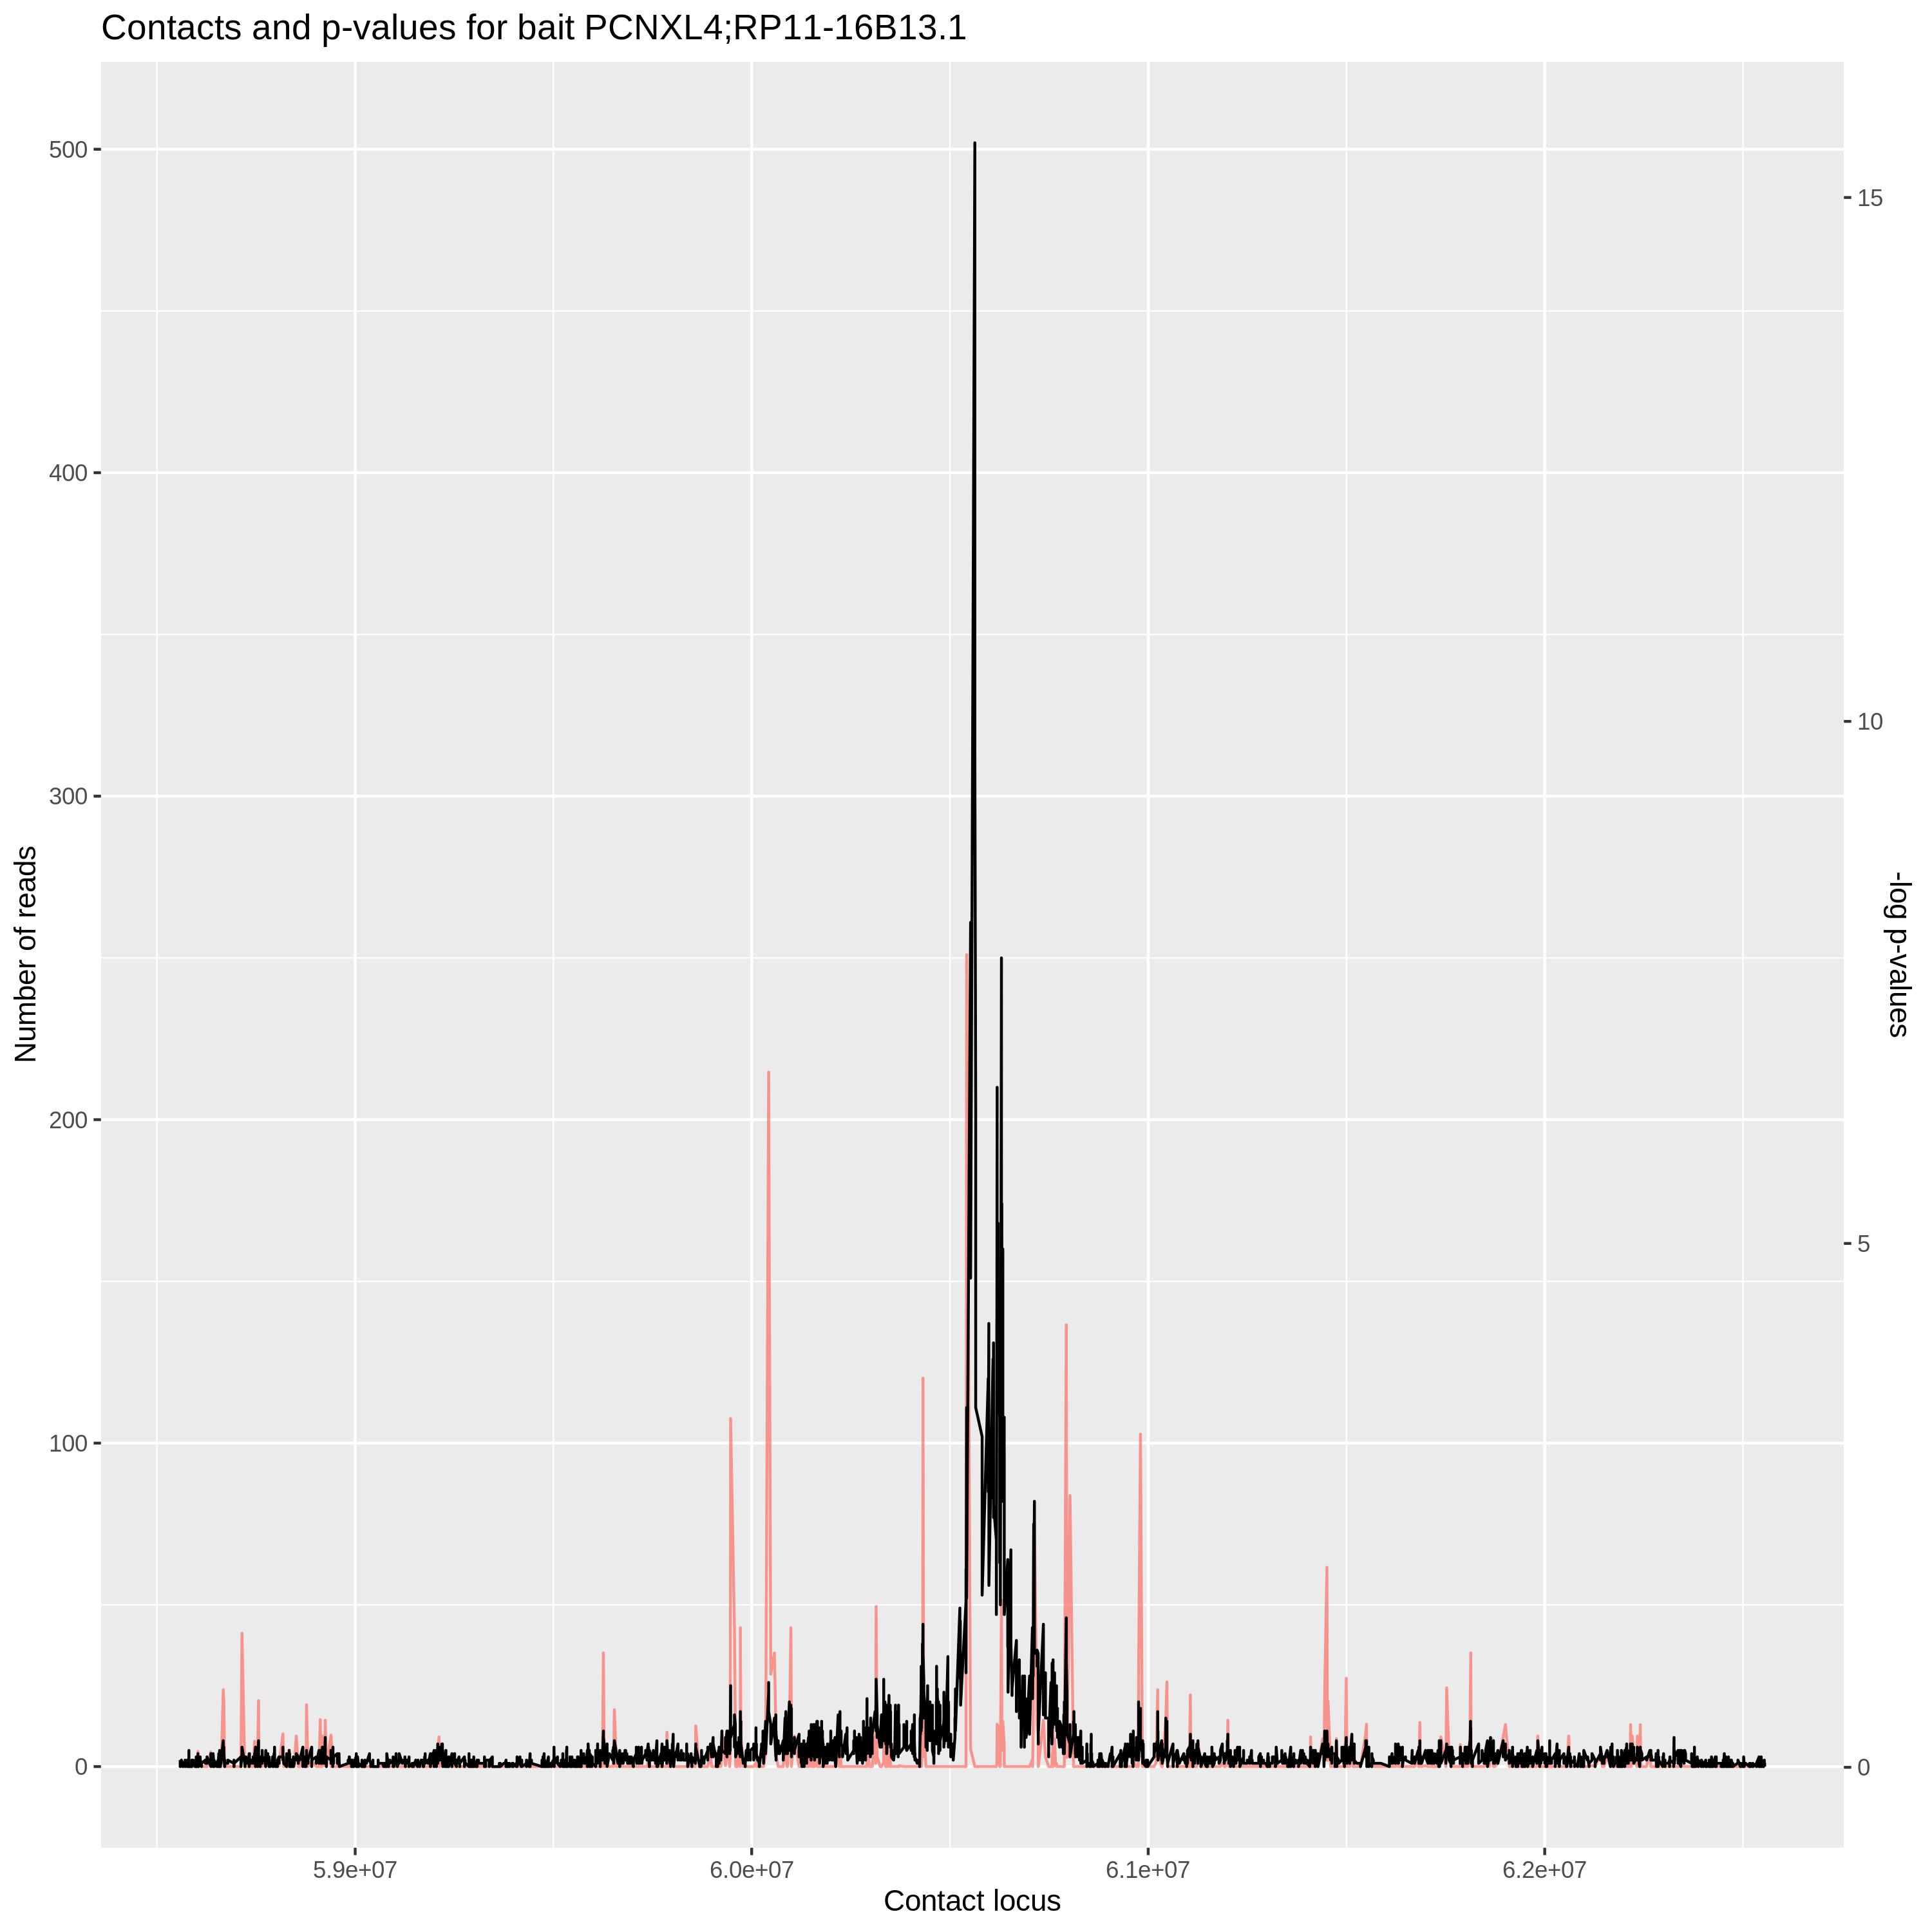 Contacts and p-values for bait PCNXL4;RP11-16B13.1
500
400
300
200
100
0
Number of reads
15
10
5
0
-log p-values
5.9e+07
6.0e+07
6.1e+07
6.2e+07
Contact locus